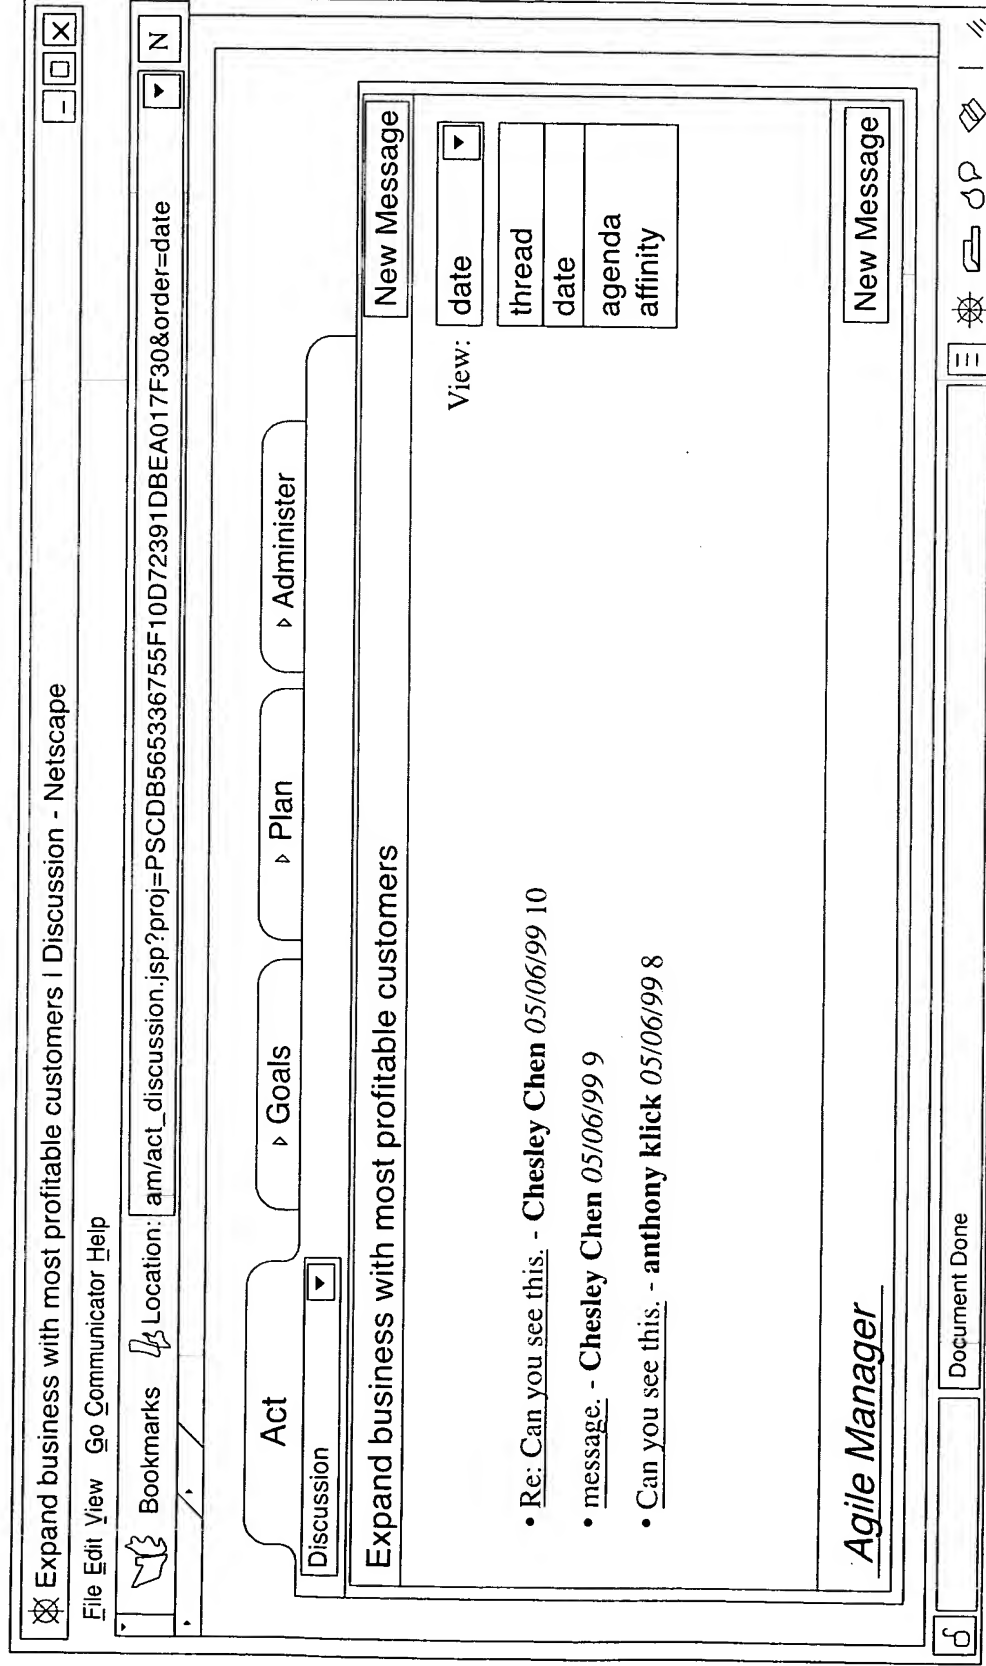 Expand business with most profitable customers | Discussion - Netscape
File Edit View Go Communicator Help
Bookmarks Location: am/act_discussion.jsp?proj=PSCDB565336755F10D72391DBEA017F30&order=date N
Act Goals Plan Administer
Discussion
Expand business with most profitable customers New Message
View: date
thread
date
agenda
affinity
• Re: Can you see this. - Chesley Chen 05/06/99 10
• message. - Chesley Chen 05/06/99 9
• Can you see this. - anthony klick 05/06/99 8
Agile Manager New Message
Document Done